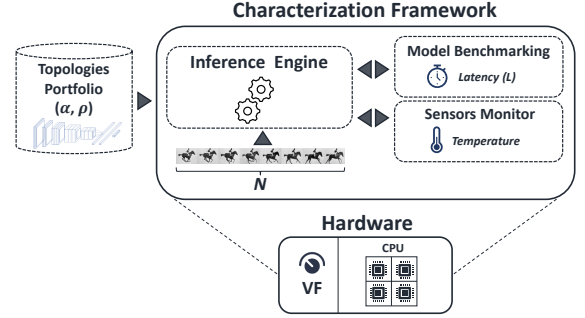 Characterization Framework
Topologies
Portfolio
(α, ρ)
Inference Engine
Model Benchmarking
Latency (L)
Sensors Monitor
Temperature
N
Hardware
VF
CPU